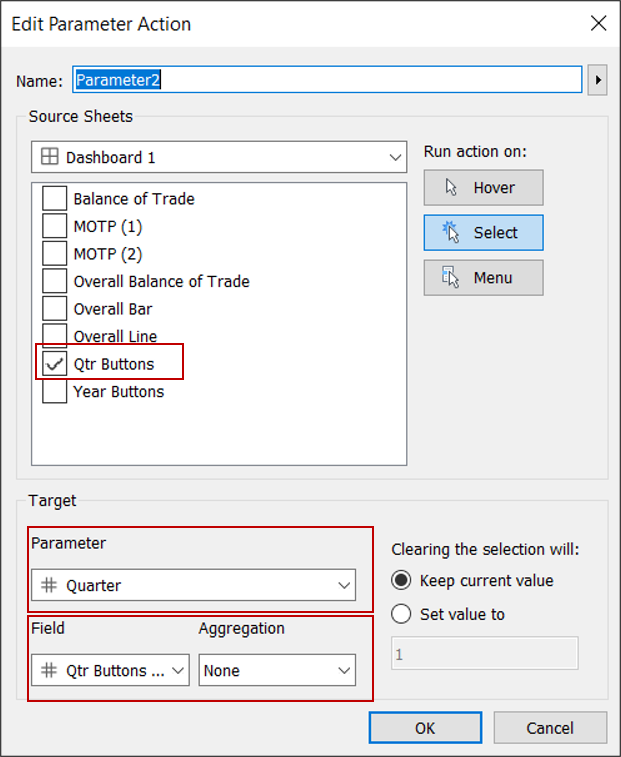 Edit Parameter Action
Name: Parameter2
Source Sheets
Dashboard 1
Run action on:
Balance of Trade
Hover
MOTP (1)
Select
MOTP (2)
Menu
Overall Balance of Trade
Overall Bar
Overall Line
Qtr Buttons
Year Buttons
Target
Parameter
Clearing the selection will:
Quarter
Keep current value
Set value to
Field Aggregation
1
Qtr Buttons ... None
OK Cancel